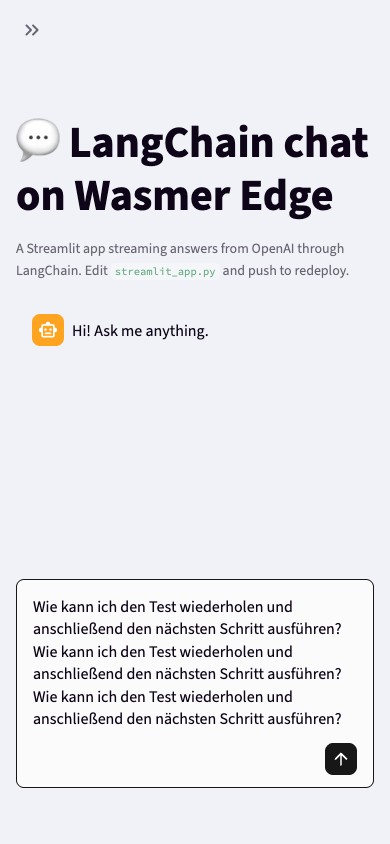 LangChain chat
on Wasmer Edge
A Streamlit app streaming answers from OpenAI through
LangChain. Edit streamlit_app.py and push to redeploy.
Hi! Ask me anything.
Wie kann ich den Test wiederholen und
anschließend den nächsten Schritt ausführen?
Wie kann ich den Test wiederholen und
anschließend den nächsten Schritt ausführen?
Wie kann ich den Test wiederholen und
anschließend den nächsten Schritt ausführen?